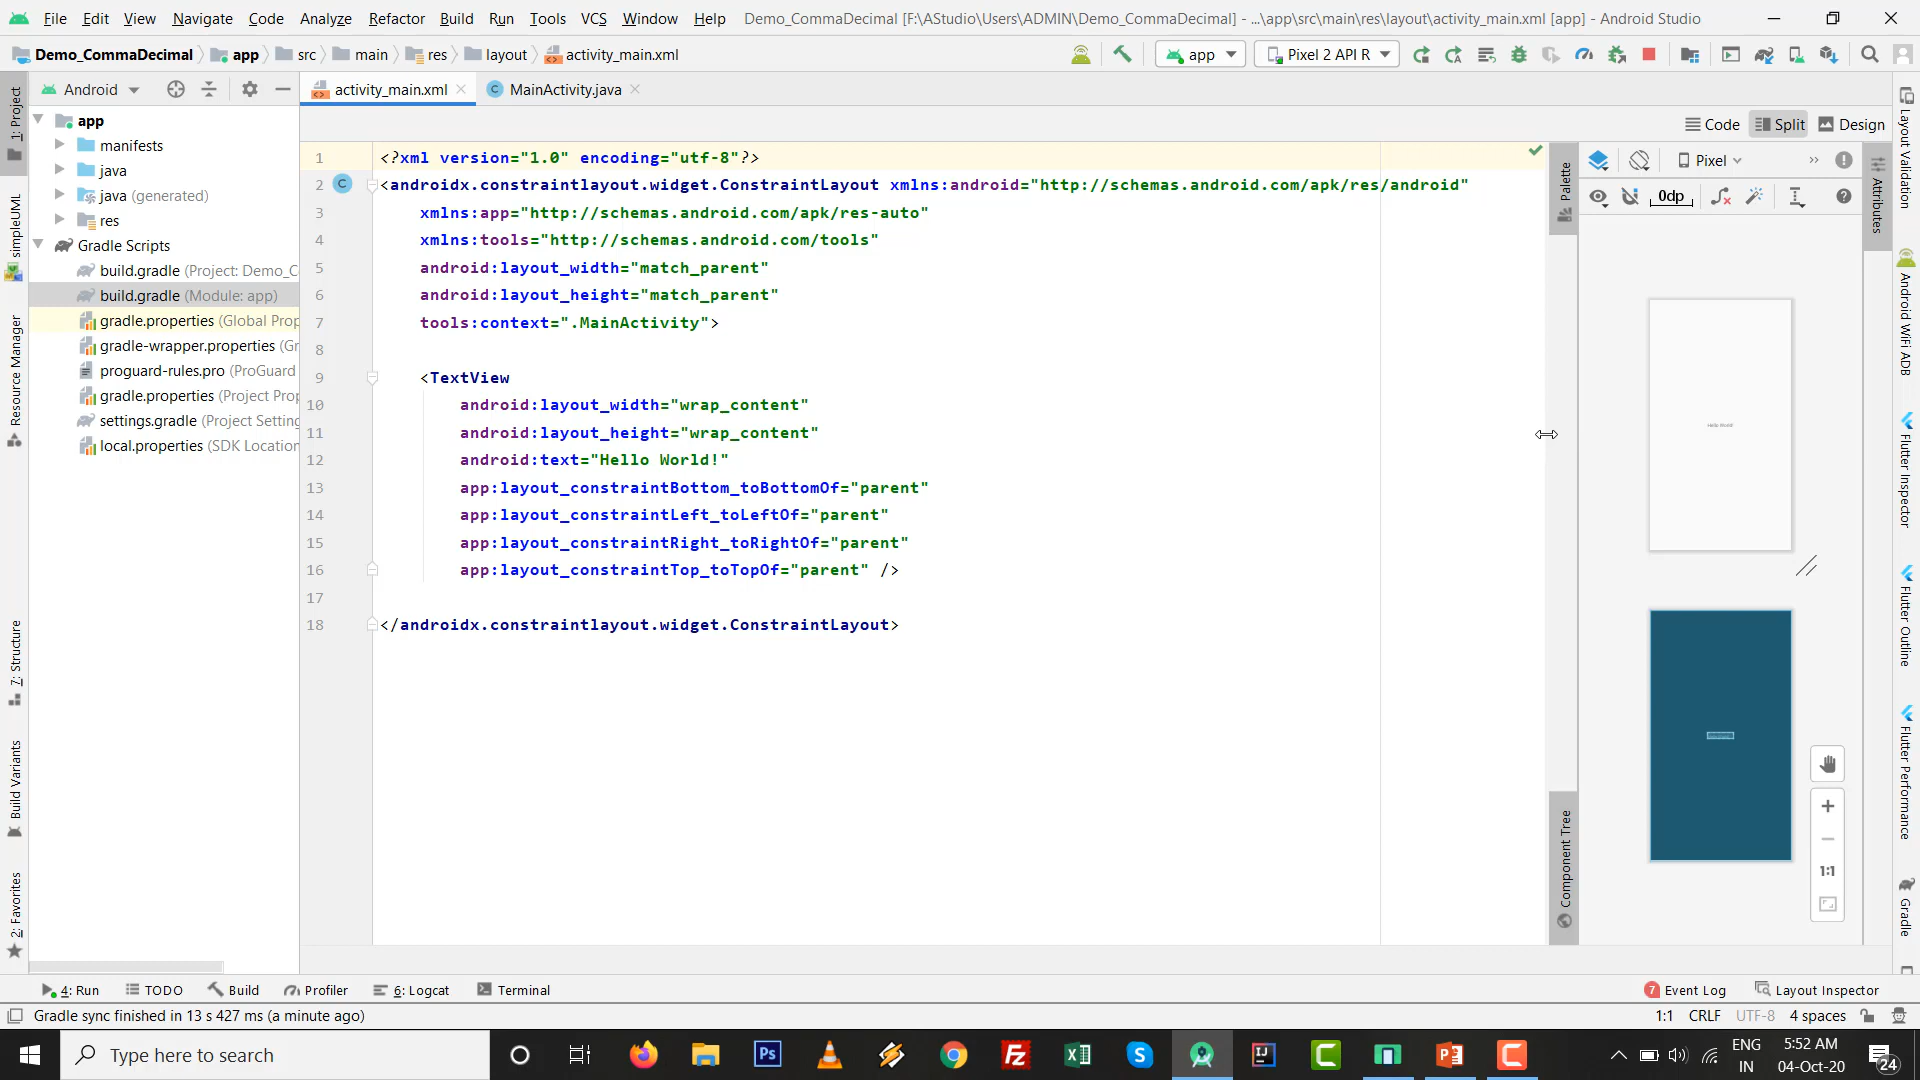 File Edit View Navigate Code Analyze Refactor Build Run Tools VCS Window Help Demo_CommaDecimal [F:\AStudio\Users\ADMIN\Demo_CommaDecimal] - ...\app\src\main\res\layout\activity_main.xml [app] - Android Studio
Demo_CommaDecimal app src main res layout activity_main.xml app Pixel 2 API R
Android activity_main.xml MainActivity.java
Code Split Design
1: Project
simpleUML
Resource Manager
7: Structure
Build Variants
2: Favorites
app
manifests
java
java (generated)
res
Gradle Scripts
build.gradle (Project: Demo_C
build.gradle (Module: app)
gradle.properties (Global Prop
gradle-wrapper.properties (Gr
proguard-rules.pro (ProGuard
gradle.properties (Project Prop
settings.gradle (Project Setting
local.properties (SDK Location
1 <?xml version="1.0" encoding="utf-8"?>
2 <androidx.constraintlayout.widget.ConstraintLayout xmlns:android="http://schemas.android.com/apk/res/android"
3 xmlns:app="http://schemas.android.com/apk/res-auto"
4 xmlns:tools="http://schemas.android.com/tools"
5 android:layout_width="match_parent"
6 android:layout_height="match_parent"
7 tools:context=".MainActivity">
8
9 <TextView
10 android:layout_width="wrap_content"
11 android:layout_height="wrap_content"
12 android:text="Hello World!"
13 app:layout_constraintBottom_toBottomOf="parent"
14 app:layout_constraintLeft_toLeftOf="parent"
15 app:layout_constraintRight_toRightOf="parent"
16 app:layout_constraintTop_toTopOf="parent" />
17
18 </androidx.constraintlayout.widget.ConstraintLayout>
Palette
Component Tree
Pixel
0dp
Hello World!
1:1
Attributes
Layout Validation
Android WiFi ADB
Flutter Inspector
Flutter Outline
Flutter Performance
Gradle
4: Run TODO Build Profiler 6: Logcat Terminal 7 Event Log Layout Inspector
Gradle sync finished in 13 s 427 ms (a minute ago) 1:1 CRLF UTF-8 4 spaces
Type here to search
ENG
IN
5:52 AM
04-Oct-20
24